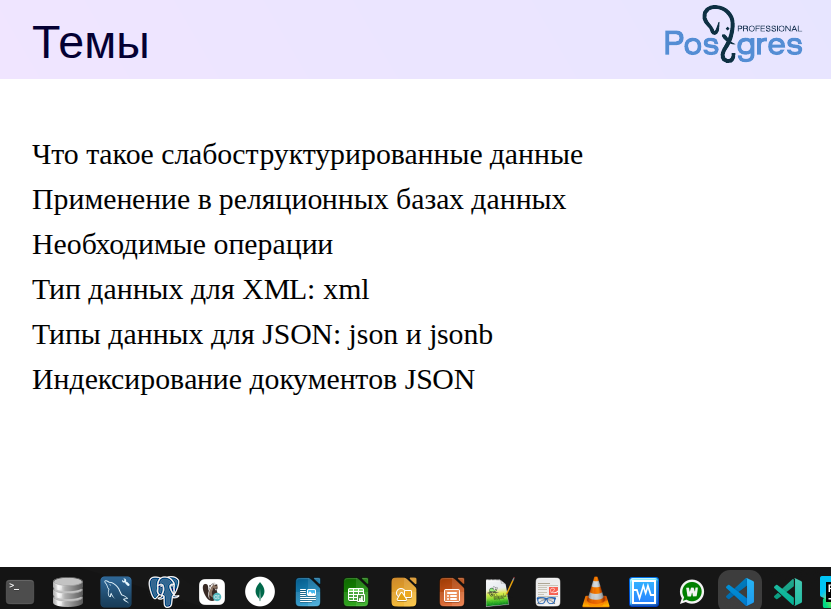 Темы
PROFESSIONAL
Postgres
Что такое слабоструктурированные данные
Применение в реляционных базах данных
Необходимые операции
Тип данных для XML: xml
Типы данных для JSON: json и jsonb
Индексирование документов JSON
>_
W